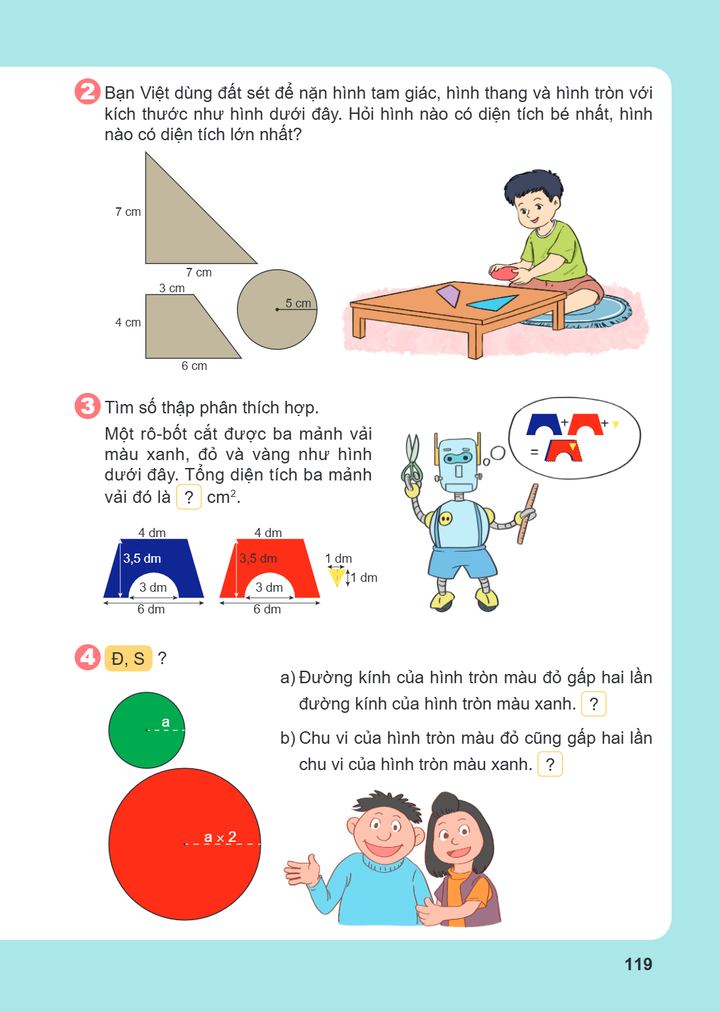 2 Bạn Việt dùng đất sét để nặn hình tam giác, hình thang và hình tròn với
kích thước như hình dưới đây. Hỏi hình nào có diện tích bé nhất, hình
nào có diện tích lớn nhất?
7 cm
7 cm
3 cm
5 cm
4 cm
6 cm
3 Tìm số thập phân thích hợp.
Một rô-bốt cắt được ba mảnh vải
màu xanh, đỏ và vàng như hình
dưới đây. Tổng diện tích ba mảnh
vải đó là ? cm².
+ +
=
4 dm
3,5 dm
3 dm
6 dm
4 dm
3,5 dm
3 dm
6 dm
1 dm
1 dm
4 Đ, S ?
a
a × 2
a) Đường kính của hình tròn màu đỏ gấp hai lần
đường kính của hình tròn màu xanh. ?
b) Chu vi của hình tròn màu đỏ cũng gấp hai lần
chu vi của hình tròn màu xanh. ?
119